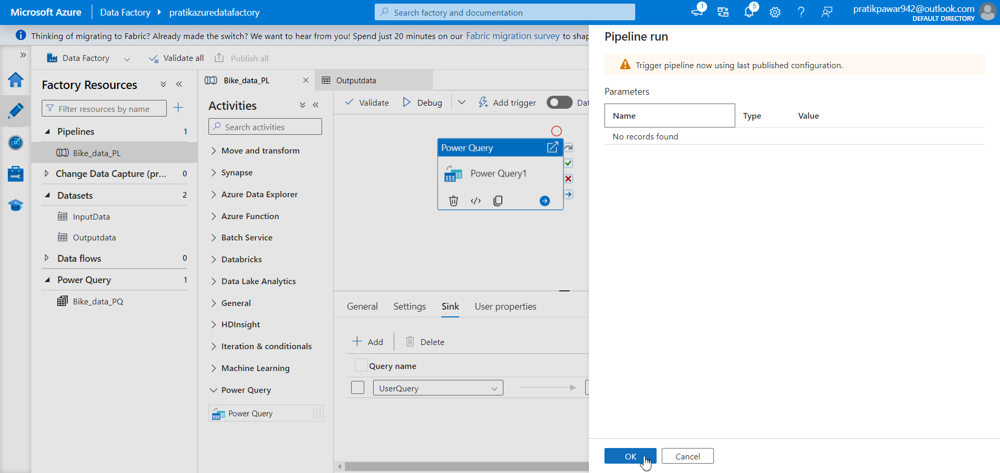 Microsoft Azure
Data Factory
pratikazuredatafactory
Search factory and documentation
1
5
pratikpawar942@outlook.com
DEFAULT DIRECTORY
Thinking of migrating to Fabric? Already made the switch? We want to hear from you! Spend just 20 minutes on our Fabric migration survey to shap
Data Factory
Validate all
Publish all
Factory Resources
Filter resources by name
Pipelines 1
Bike_data_PL
Change Data Capture (pr... 0
Datasets 2
InputData
Outputdata
Data flows 0
Power Query 1
Bike_data_PQ
Bike_data_PL
Outputdata
Activities
Search activities
Move and transform
Synapse
Azure Data Explorer
Azure Function
Batch Service
Databricks
Data Lake Analytics
General
HDInsight
Iteration & conditionals
Machine Learning
Power Query
Power Query
Validate
Debug
Add trigger
Dat
Power Query
Power Query1
General
Settings
Sink
User properties
Add
Delete
Query name
UserQuery
Pipeline run
Trigger pipeline now using last published configuration.
Parameters
Name Type Value
No records found
OK
Cancel